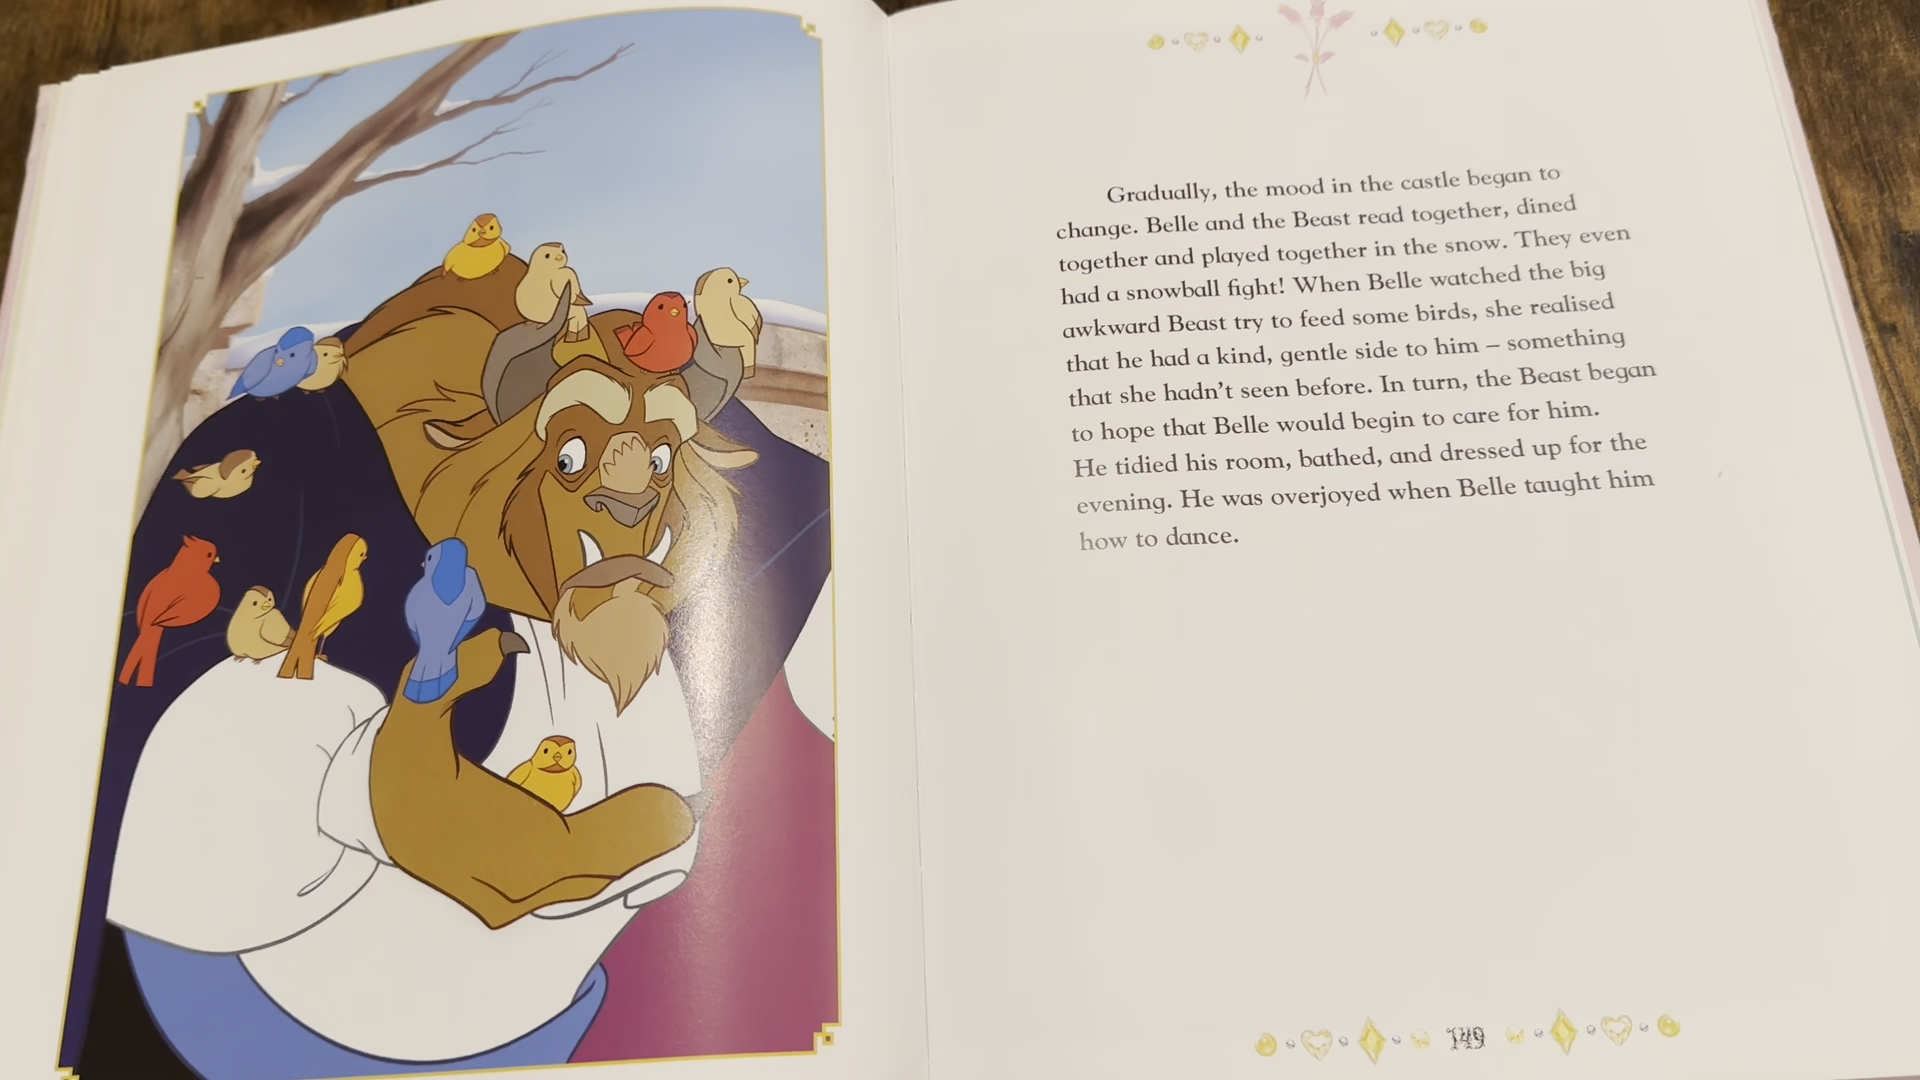 Gradually, the mood in the castle began to
change. Belle and the Beast read together, dined
together and played together in the snow. They even
had a snowball fight! When Belle watched the big
awkward Beast try to feed some birds, she realised
that he had a kind, gentle side to him – something
that she hadn't seen before. In turn, the Beast began
to hope that Belle would begin to care for him.
He tidied his room, bathed, and dressed up for the
evening. He was overjoyed when Belle taught him
how to dance.
149